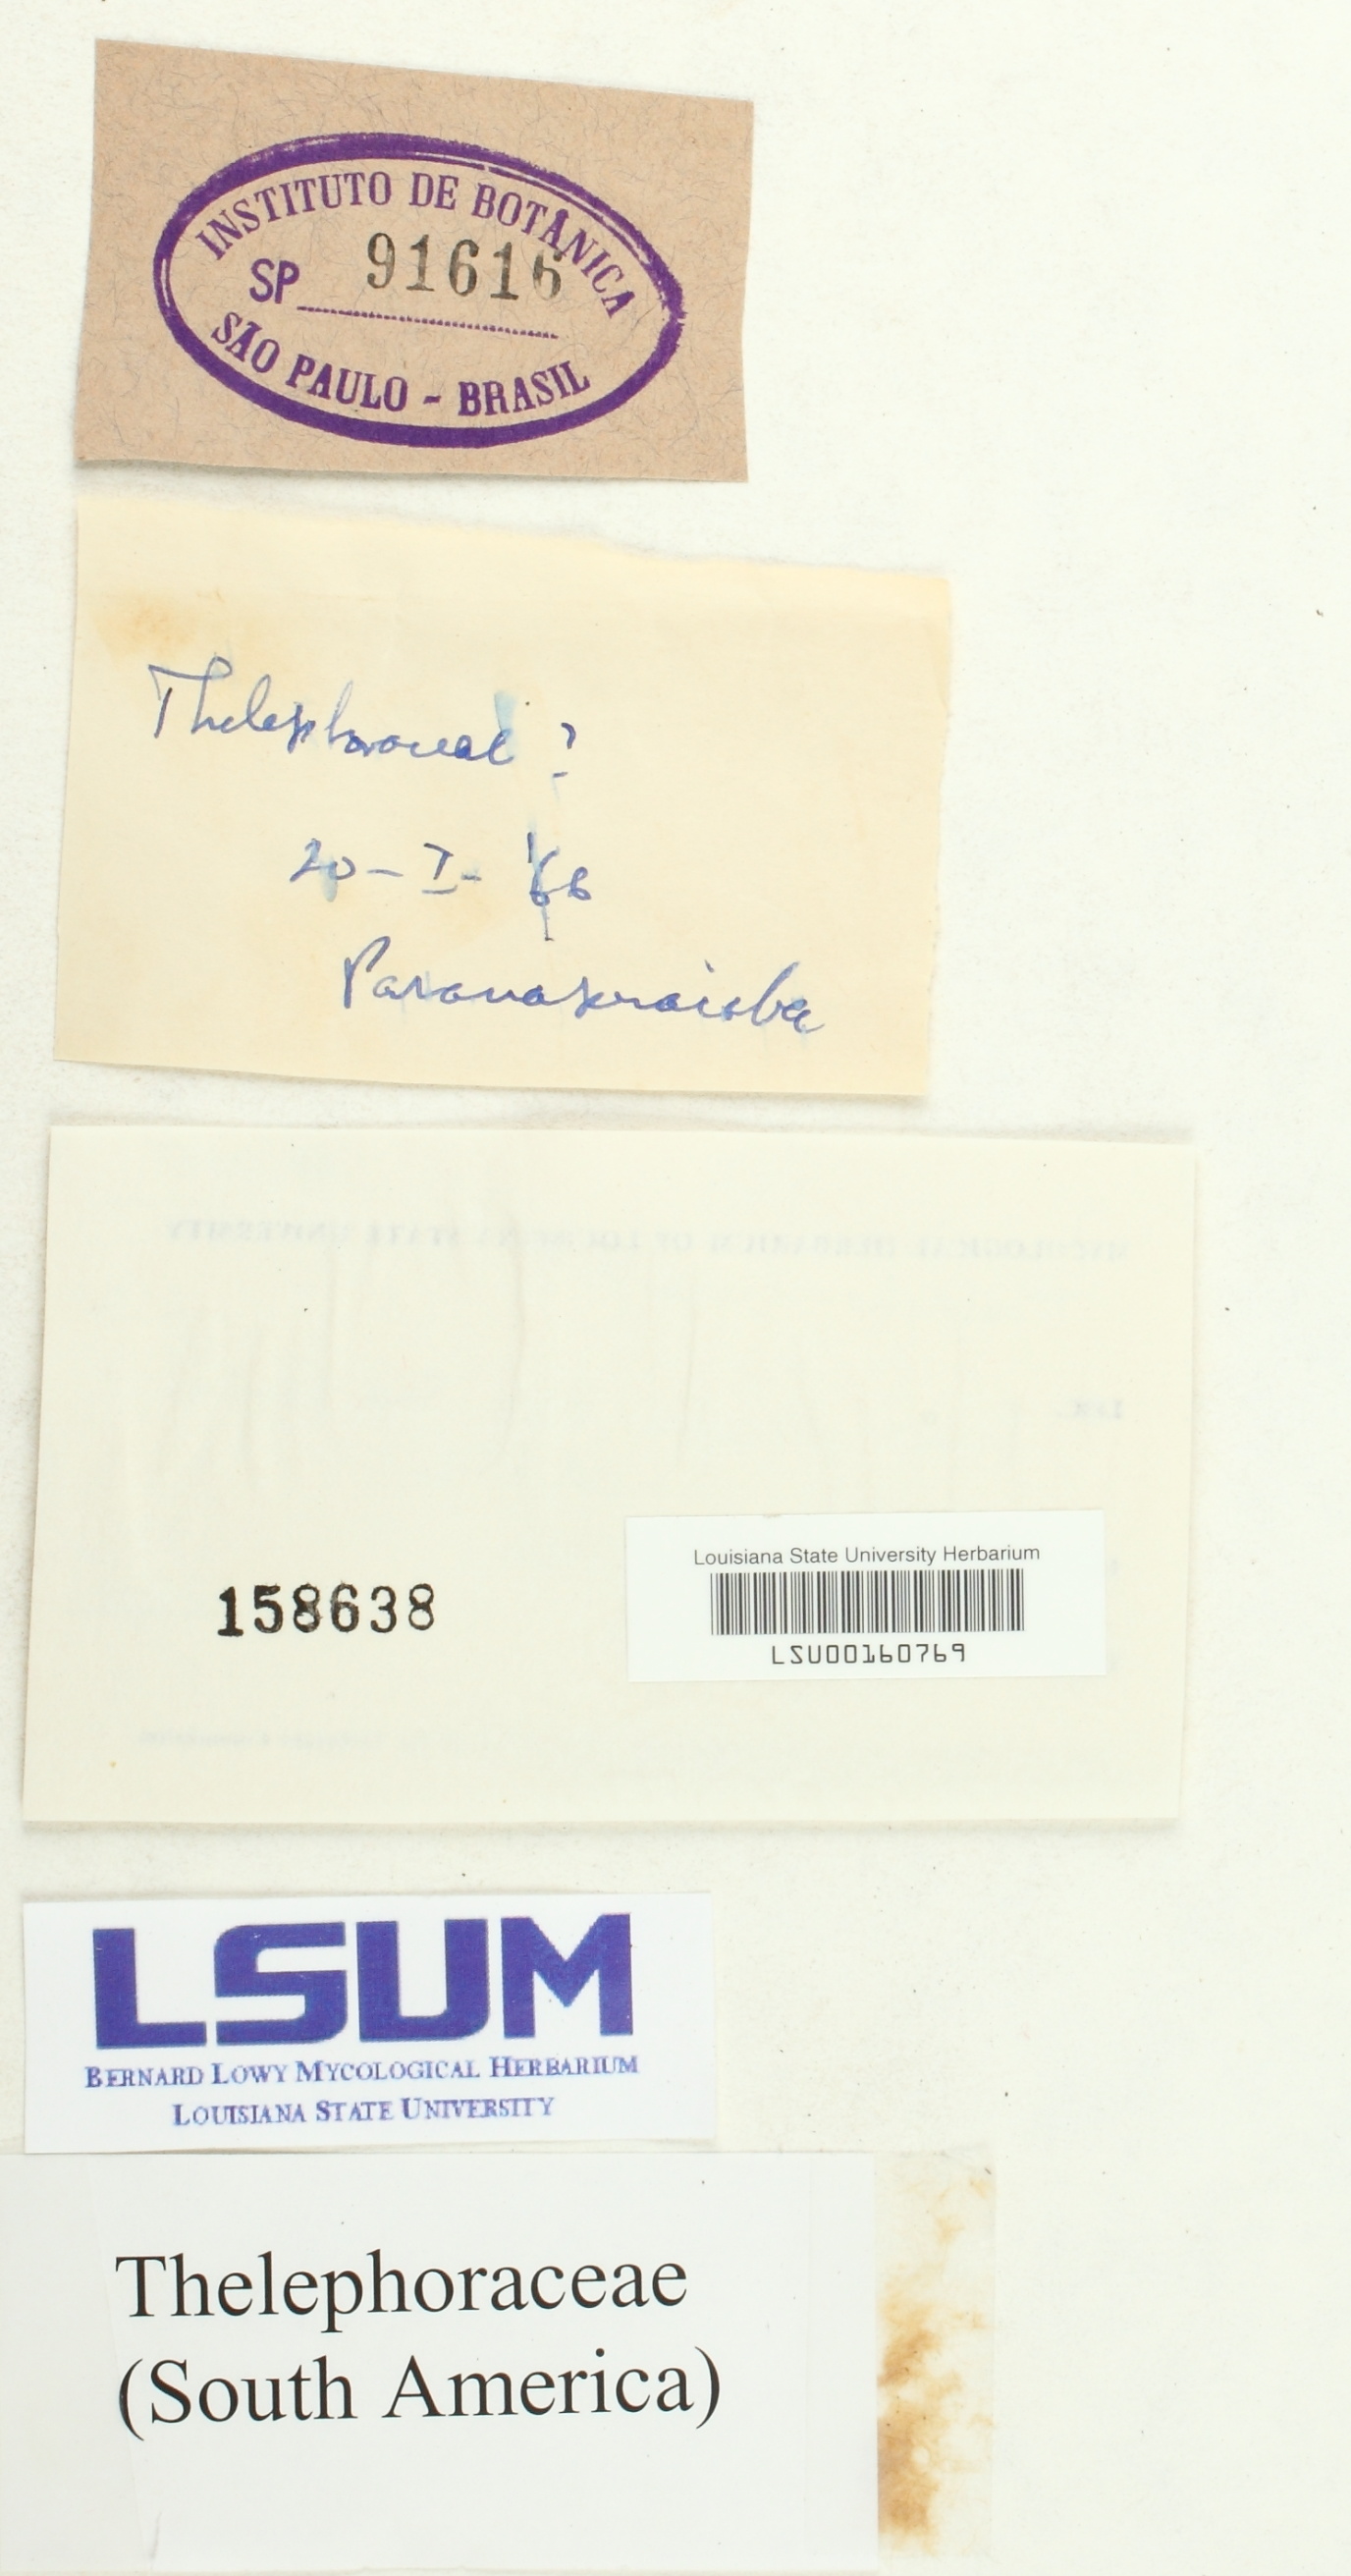 INSTITUTO DE BOTÂNICA
SP 91616
SÃO PAULO - BRASIL
Thelephoraceae ?
20 - I - 66
Paranapiacaba
158638
Louisiana State University Herbarium
LSU00160769
LSUM
BERNARD LOWY MYCOLOGICAL HERBARIUM
LOUISIANA STATE UNIVERSITY
Thelephoraceae
(South America)